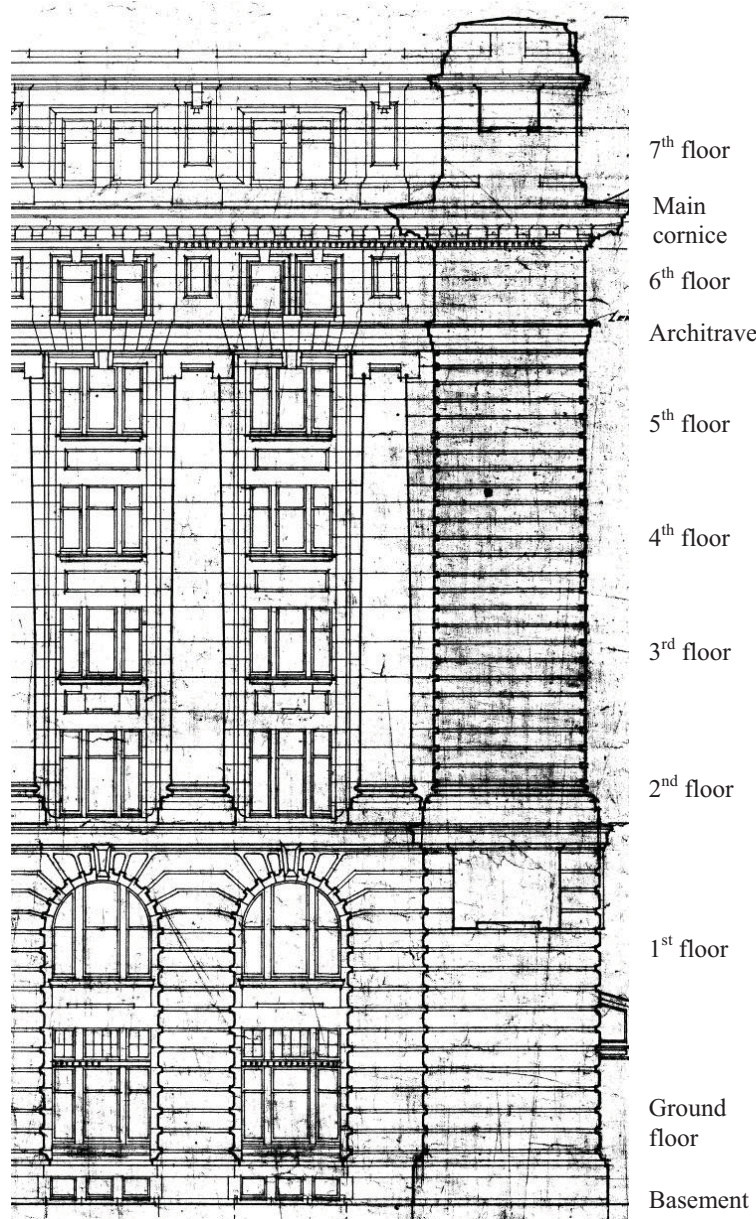 7th floor
Main
cornice
6th floor
Architrave
5th floor
4th floor
3rd floor
2nd floor
1st floor
Ground
floor
Basement